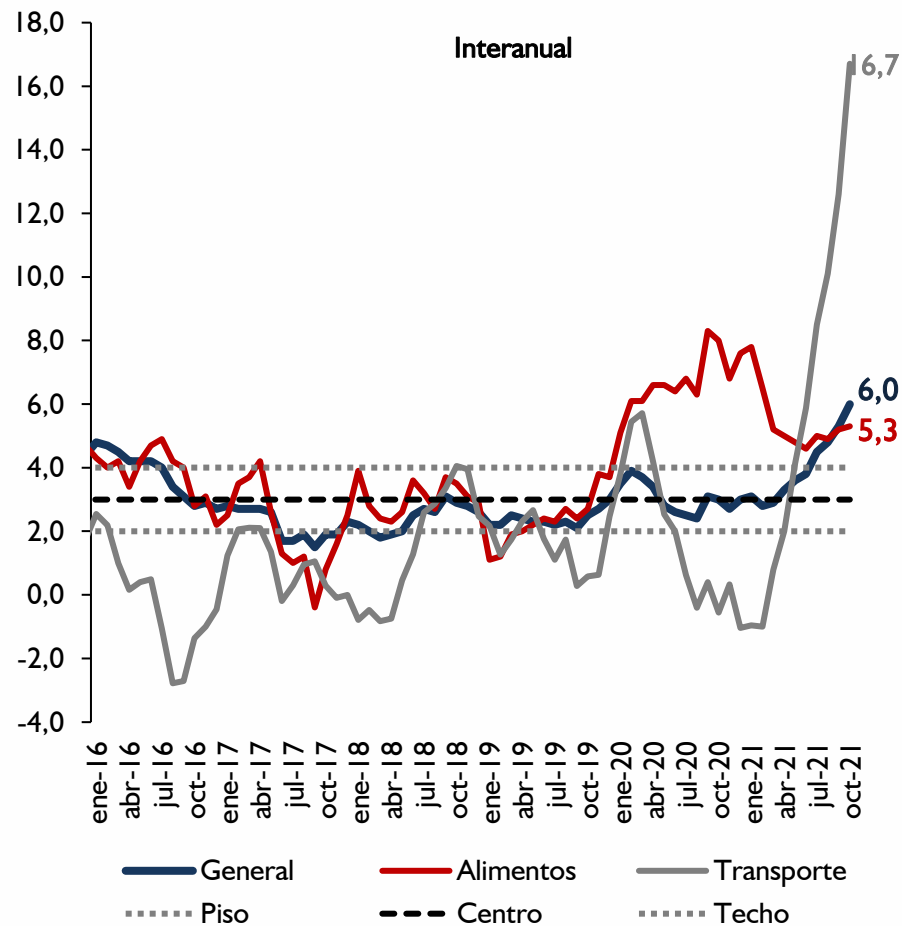 Interanual
18,0
16,0
14,0
12,0
10,0
8,0
6,0
4,0
2,0
0,0
-2,0
-4,0
16,7
6,0
5,3
ene-16
abr-16
jul-16
oct-16
ene-17
abr-17
jul-17
oct-17
ene-18
abr-18
jul-18
oct-18
ene-19
abr-19
jul-19
oct-19
ene-20
abr-20
jul-20
oct-20
ene-21
abr-21
jul-21
oct-21
General Alimentos Transporte
Piso Centro Techo